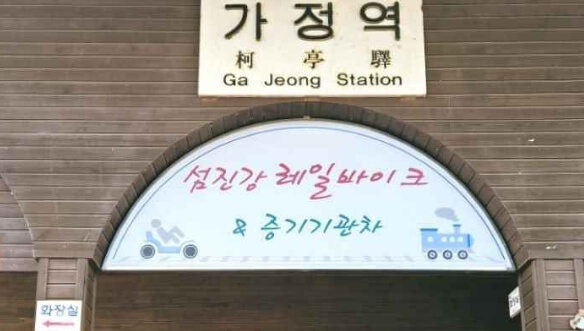 가정역
柯亭驛
Ga Jeong Station
섬진강 레일바이크
& 증기기관차
화장실